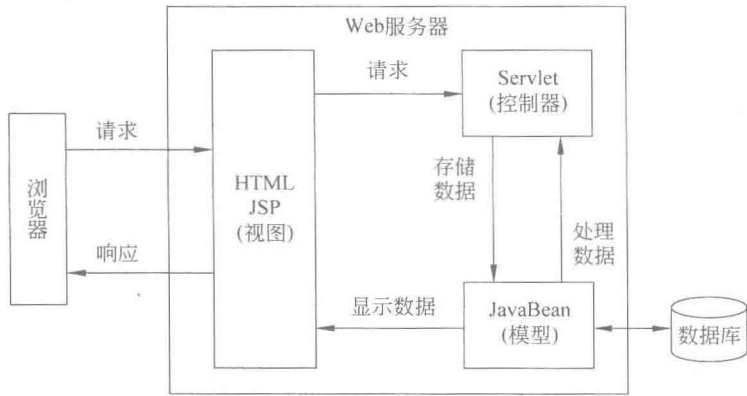 Web服务器
请求
Servlet
(控制器)
请求
浏览器
HTML
JSP
(视图)
存储
数据
处理
数据
响应
显示数据
JavaBean
(模型)
数据库